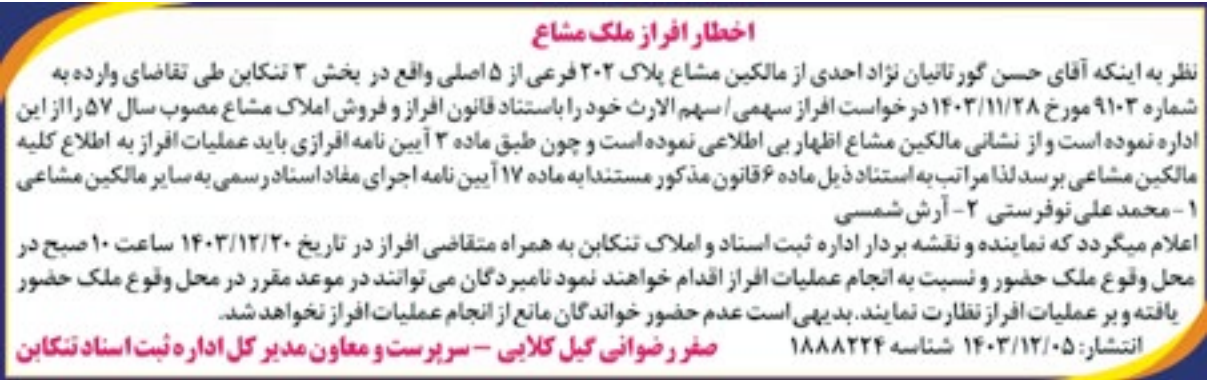 اخطار افراز ملک مشاع
نظر به اینکه آقای حسن گورتانیان نژاد احدی از مالکین مشاع پلاک ۲۰۲ فرعی از ۵ اصلی واقع در بخش ۳ تنکابن طی تقاضای وارده به
شماره ۹۱۰۳ مورخ ۱۴۰۳/۱۱/۲۸ درخواست افراز سهمی/ سهم الارث خود را باستناد قانون افراز و فروش املاک مشاع مصوب سال ۵۷ را از این
اداره نموده است و از نشانی مالکین مشاع اظهار بی اطلاعی نموده است و چون طبق ماده ۳ آیین نامه افرازی باید عملیات افراز به اطلاع کلیه
مالکین مشاعی برسد لذا مراتب به استناد ذیل ماده ۶ قانون مذکور مستندا به ماده ۱۷ آیین نامه اجرای مفاد اسناد رسمی به سایر مالکین مشاعی
۱- محمد علی نوفرستی ۲- آرش شمسی
اعلام میگردد که نماینده و نقشه بردار اداره ثبت اسناد و املاک تنکابن به همراه متقاضی افراز در تاریخ ۱۴۰۳/۱۲/۲۰ ساعت ۱۰ صبح در
محل وقوع ملک حضور و نسبت به انجام عملیات افراز اقدام خواهند نمود نامبردگان می توانند در موعد مقرر در محل وقوع ملک حضور
یافته و بر عملیات افراز نظارت نمایند. بدیهی است عدم حضور خواندگان مانع از انجام عملیات افراز نخواهد شد.
انتشار: ۱۴۰۳/۱۲/۰۵ شناسه ۱۸۸۸۲۲۴ صفر رضوانی گیل کلایی – سرپرست و معاون مدیر کل اداره ثبت اسناد تنکابن